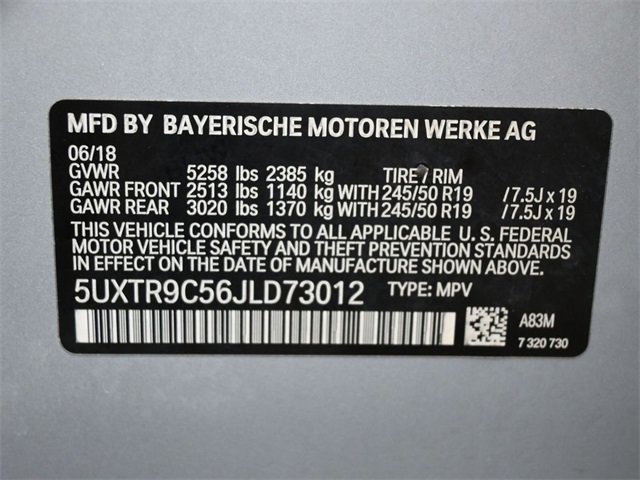 MFD BY BAYERISCHE MOTOREN WERKE AG
06/18
GVWR 5258 lbs 2385 kg TIRE / RIM
GAWR FRONT 2513 lbs 1140 kg WITH 245/50 R19 / 7.5J x 19
GAWR REAR 3020 lbs 1370 kg WITH 245/50 R19 / 7.5J x 19
THIS VEHICLE CONFORMS TO ALL APPLICABLE U. S. FEDERAL
MOTOR VEHICLE SAFETY AND THEFT PREVENTION STANDARDS
IN EFFECT ON THE DATE OF MANUFACTURE SHOWN ABOVE.
5UXTR9C56JLD73012 TYPE: MPV
A83M
7 320 730